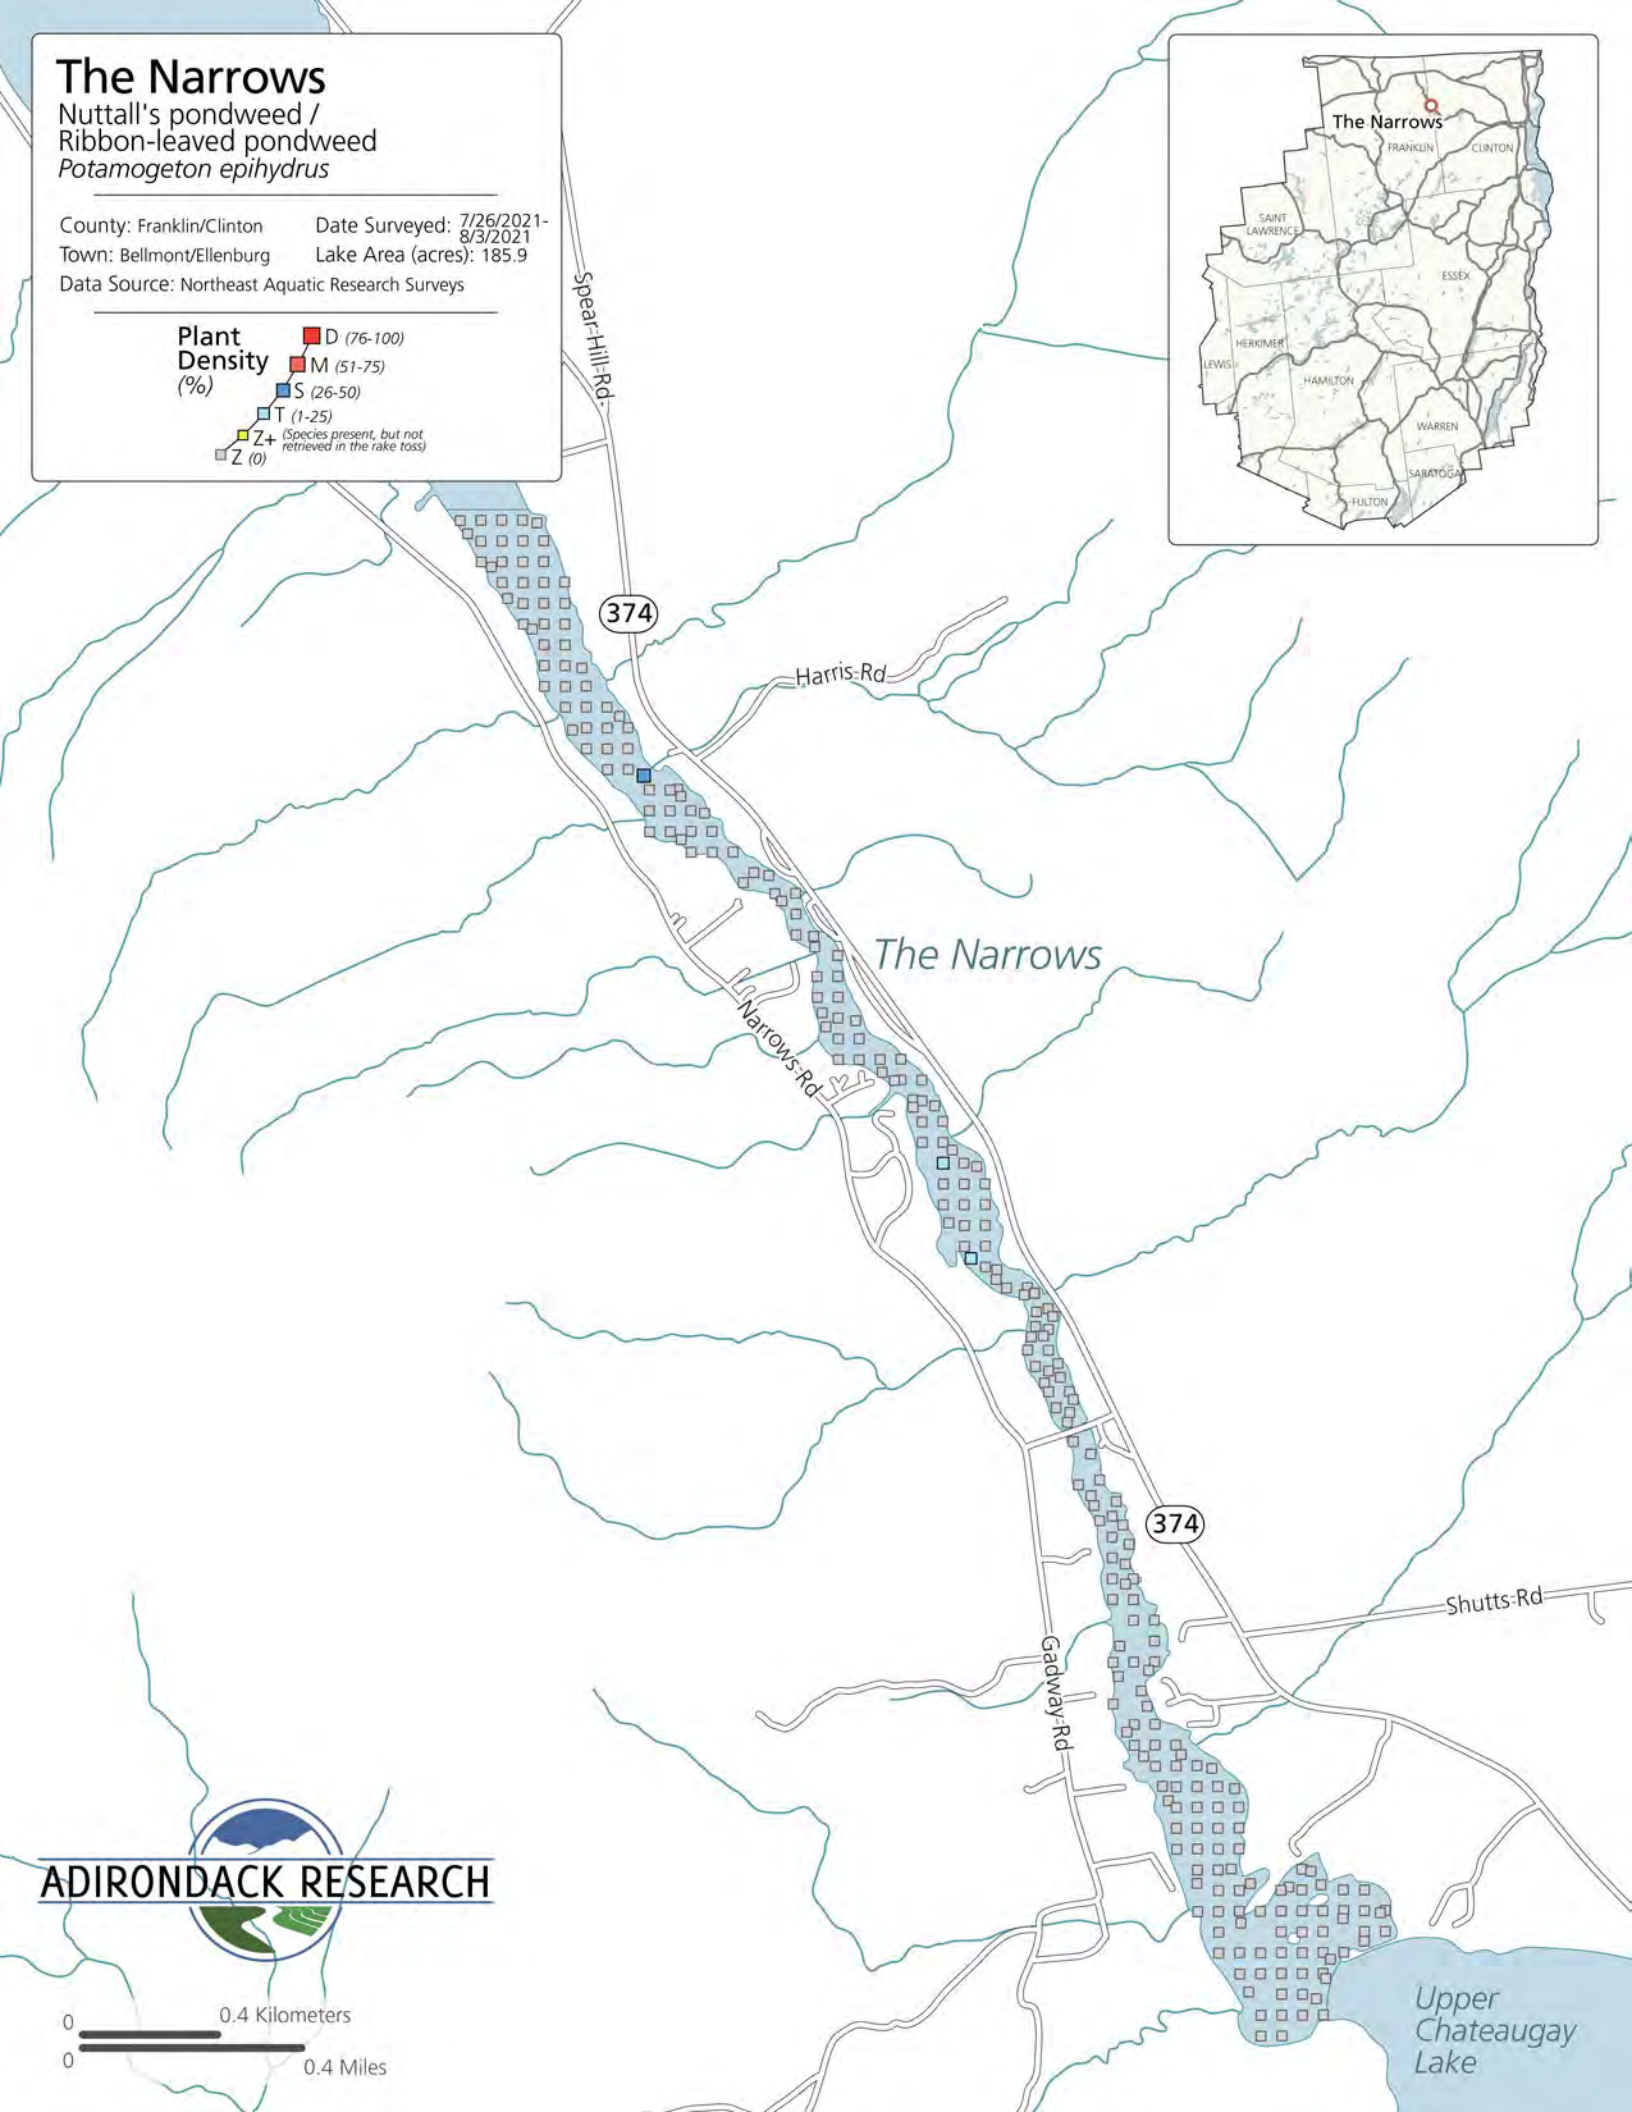 The Narrows
Nuttall's pondweed /
Ribbon-leaved pondweed
Potamogeton epihydrus
County: Franklin/Clinton
Date Surveyed: 7/26/2021-
8/3/2021
Town: Bellmont/Ellenburg
Lake Area (acres): 185.9
Data Source: Northeast Aquatic Research Surveys
Plant
Density
(%)
D (76-100)
M (51-75)
S (26-50)
T (1-25)
Z+ (Species present, but not
retrieved in the rake toss)
Z (0)
The Narrows
FRANKLIN
CLINTON
SAINT
LAWRENCE
ESSEX
HERKIMER
LEWIS
HAMILTON
WARREN
SARATOGA
FULTON
Spear-Hill-Rd
374
Harris-Rd
The Narrows
Narrows-Rd
374
Shutts-Rd
Gadway-Rd
ADIRONDACK RESEARCH
0
0.4 Kilometers
0
0.4 Miles
Upper
Chateaugay
Lake